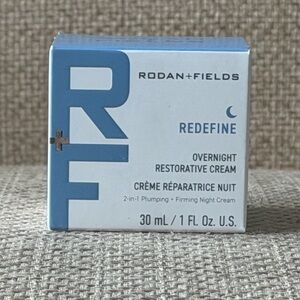 RF
RODAN+FIELDS
REDEFINE
OVERNIGHT
RESTORATIVE CREAM
CRÈME RÉPARATRICE NUIT
2-in-1 Plumping + Firming Night Cream
30 mL / 1 FL Oz. U.S.